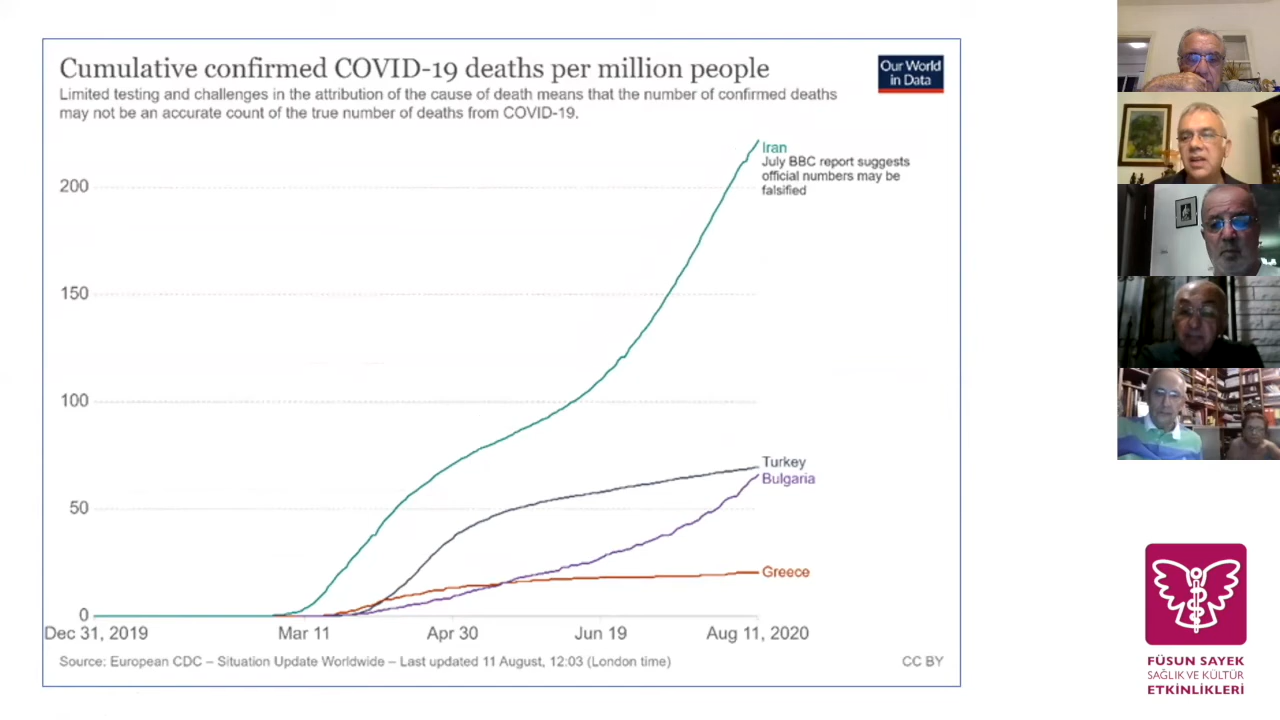 Cumulative confirmed COVID-19 deaths per million people
Our World
in Data
Limited testing and challenges in the attribution of the cause of death means that the number of confirmed deaths
may not be an accurate count of the true number of deaths from COVID-19.
Iran
July BBC report suggests
official numbers may be
falsified
200
150
100
50
0
Turkey
Bulgaria
Greece
Dec 31, 2019
Mar 11
Apr 30
Jun 19
Aug 11, 2020
Source: European CDC – Situation Update Worldwide – Last updated 11 August, 12:03 (London time)
CC BY
FÜSUN SAYEK
SAĞLIK VE KÜLTÜR
ETKİNLİKLERİ